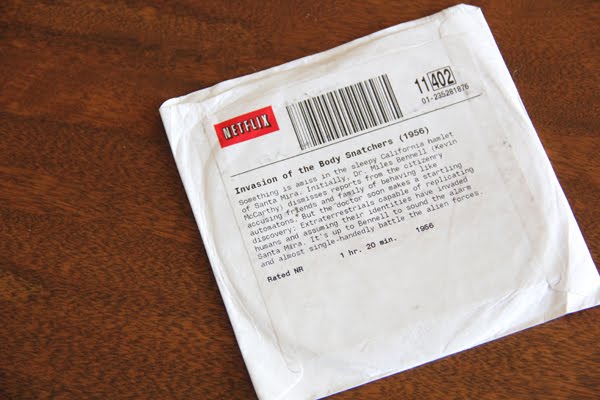 NETFLIX
11 402
01-235281876
Invasion of the Body Snatchers (1956)
Something is amiss in the sleepy California hamlet
of Santa Mira. Initially, Dr. Miles Bennell (Kevin
McCarthy) dismisses reports from the citizenry
accusing friends and family of behaving like
automatons. But the doctor soon makes a startling
discovery: Extraterrestrials capable of replicating
humans and assuming their identities have invaded
Santa Mira. It's up to Bennell to sound the alarm
and almost single-handedly battle the alien forces.
1 hr. 20 min. 1956
Rated NR